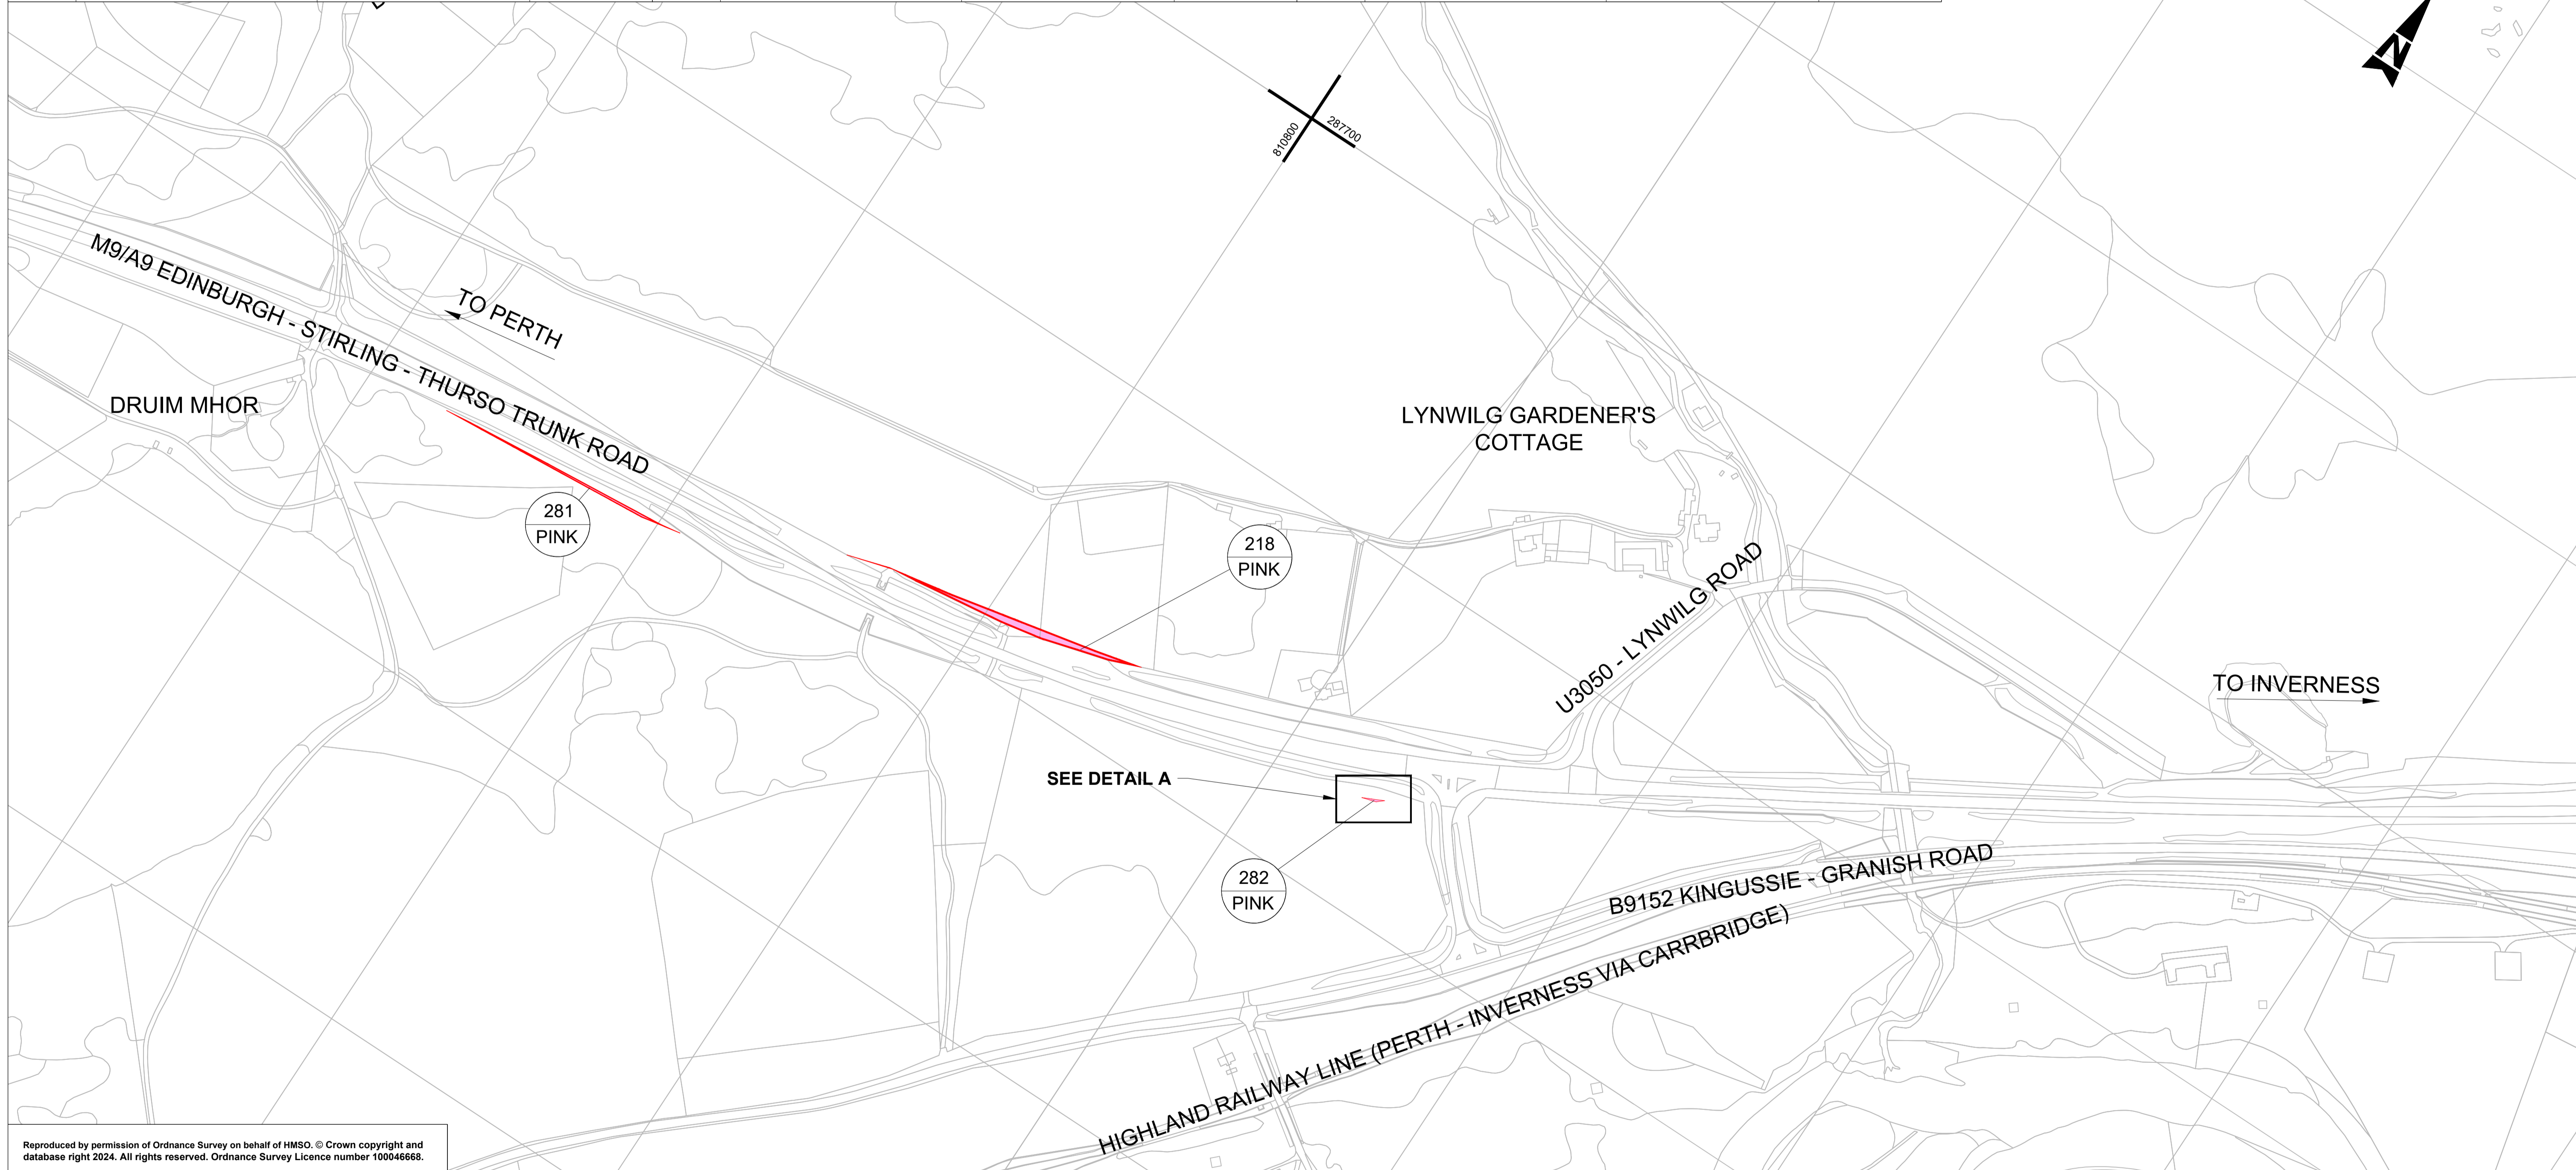 N
810800
287700
M9/A9 EDINBURGH - STIRLING - THURSO TRUNK ROAD
TO PERTH
DRUIM MHOR
LYNWILG GARDENER'S
COTTAGE
281
PINK
218
PINK
U3050 - LYNWILG ROAD
TO INVERNESS
SEE DETAIL A
282
PINK
B9152 KINGUSSIE - GRANISH ROAD
HIGHLAND RAILWAY LINE (PERTH - INVERNESS VIA CARRBRIDGE)
Reproduced by permission of Ordnance Survey on behalf of HMSO. © Crown copyright and
database right 2024. All rights reserved. Ordnance Survey Licence number 100046668.